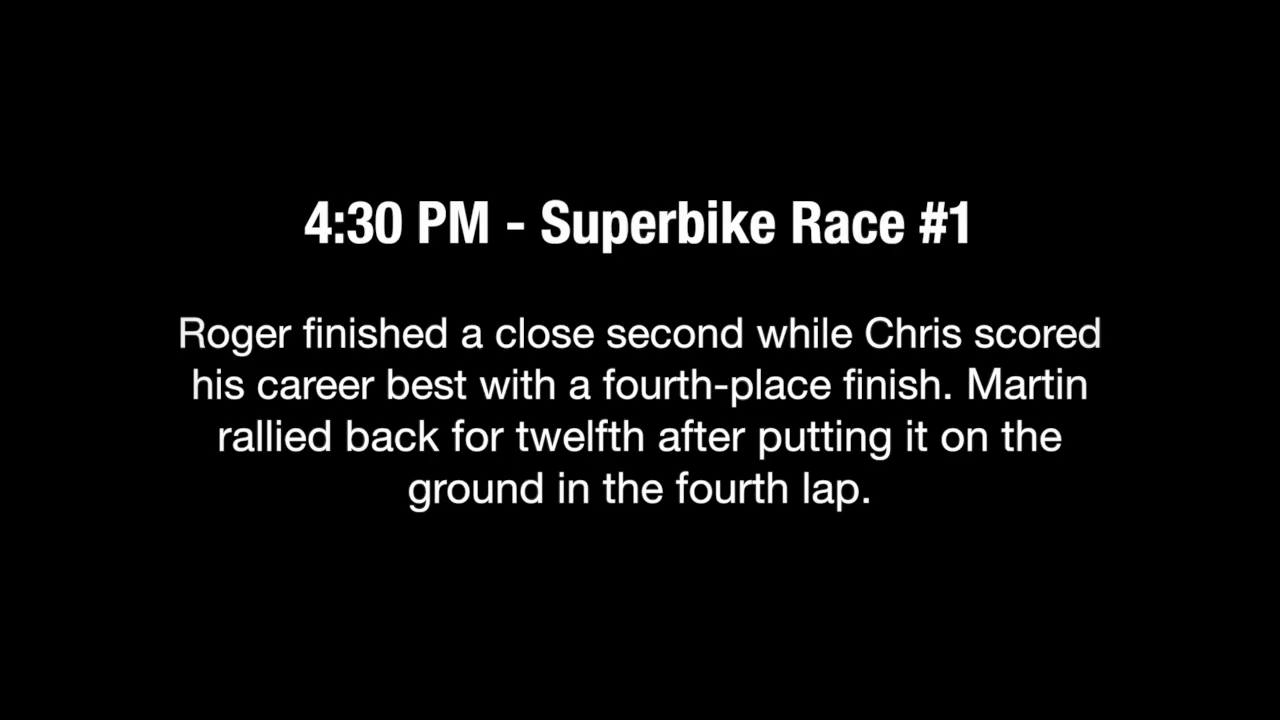 4:30 PM - Superbike Race #1
Roger finished a close second while Chris scored
his career best with a fourth-place finish. Martin
rallied back for twelfth after putting it on the
ground in the fourth lap.